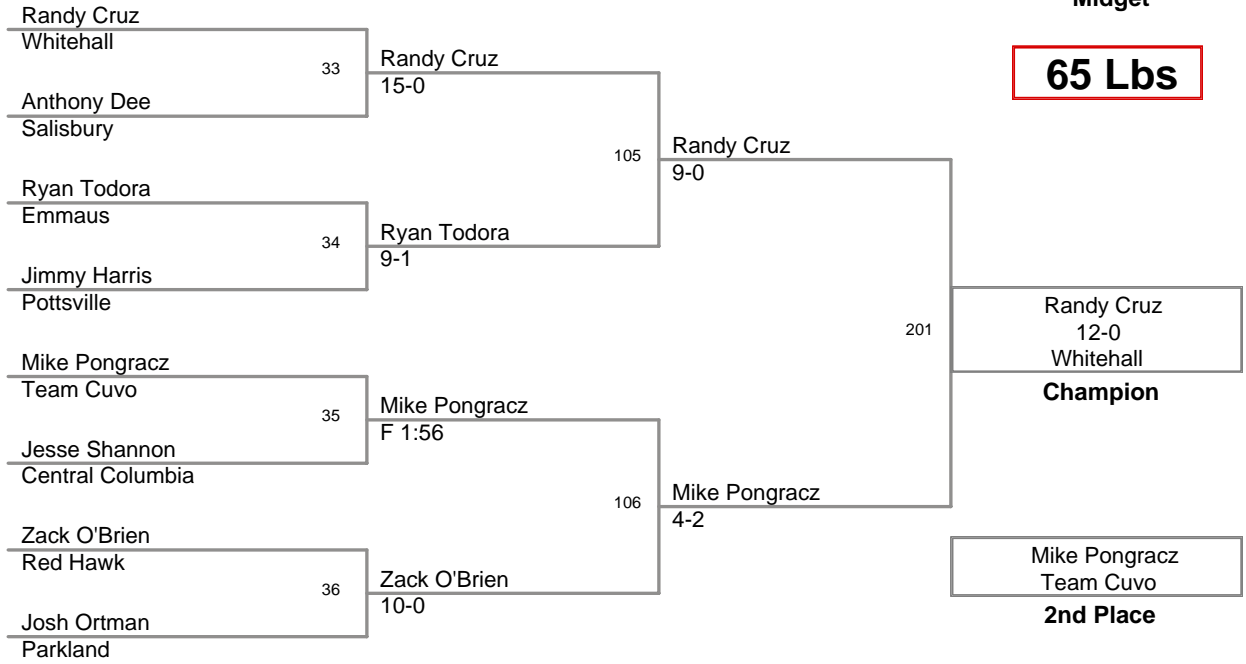 Midget
65 Lbs
Randy Cruz
Whitehall
33
Anthony Dee
Salisbury
Randy Cruz
15-0
Ryan Todora
Emmaus
34
Jimmy Harris
Pottsville
Ryan Todora
9-1
105
Randy Cruz
9-0
Mike Pongracz
Team Cuvo
35
Jesse Shannon
Central Columbia
Mike Pongracz
F 1:56
Zack O'Brien
Red Hawk
36
Josh Ortman
Parkland
Zack O'Brien
10-0
106
Mike Pongracz
4-2
201
Randy Cruz
12-0
Whitehall
Champion
Mike Pongracz
Team Cuvo
2nd Place